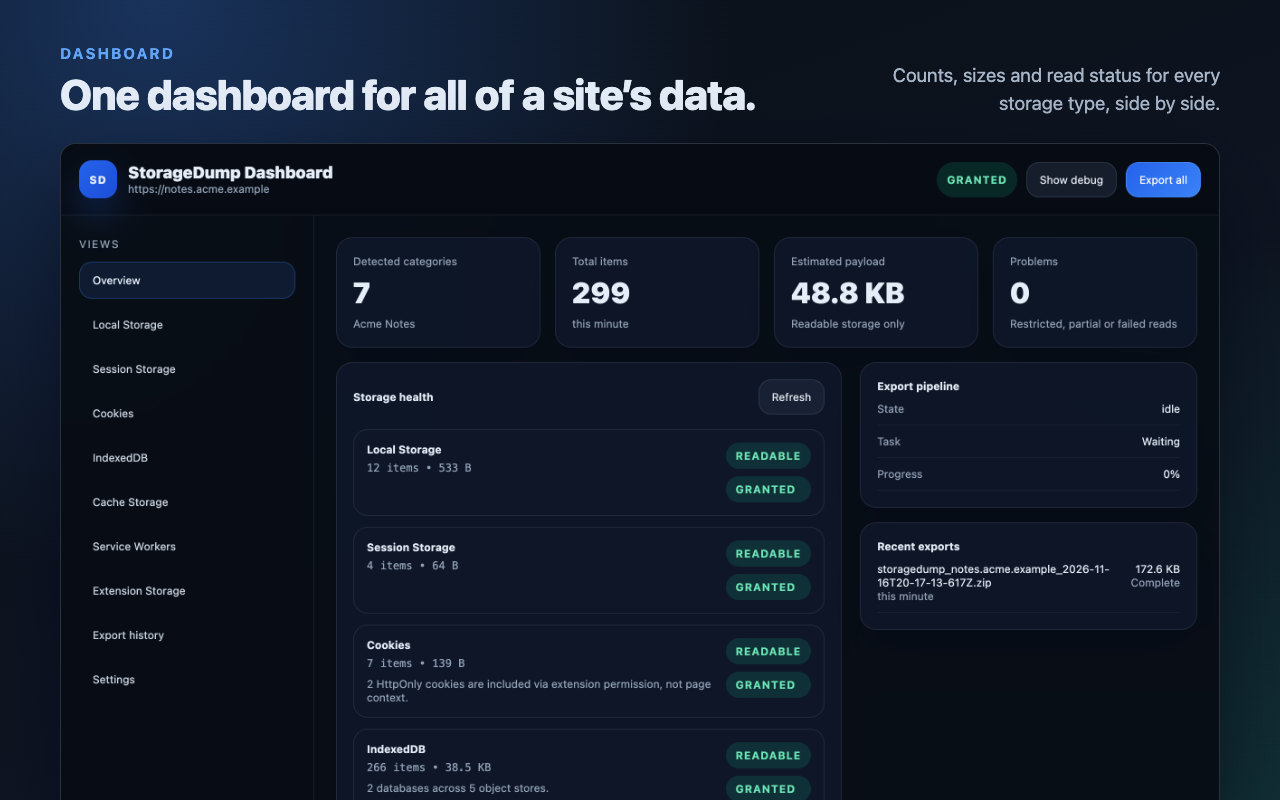 DASHBOARD
One dashboard for all of a site’s data.
Counts, sizes and read status for every
storage type, side by side.
SD
StorageDump Dashboard
https://notes.acme.example
GRANTED
Show debug
Export all
VIEWS
Overview
Local Storage
Session Storage
Cookies
IndexedDB
Cache Storage
Service Workers
Extension Storage
Export history
Settings
Detected categories
7
Acme Notes
Total items
299
this minute
Estimated payload
48.8 KB
Readable storage only
Problems
0
Restricted, partial or failed reads
Storage health
Refresh
Local Storage
12 items • 533 B
READABLE
GRANTED
Session Storage
4 items • 64 B
READABLE
GRANTED
Cookies
7 items • 139 B
2 HttpOnly cookies are included via extension permission, not page
context.
READABLE
GRANTED
IndexedDB
266 items • 38.5 KB
2 databases across 5 object stores.
READABLE
GRANTED
Export pipeline
State idle
Task Waiting
Progress 0%
Recent exports
storagedump_notes.acme.example_2026-11-
16T20-17-13-617Z.zip
this minute
172.6 KB
Complete